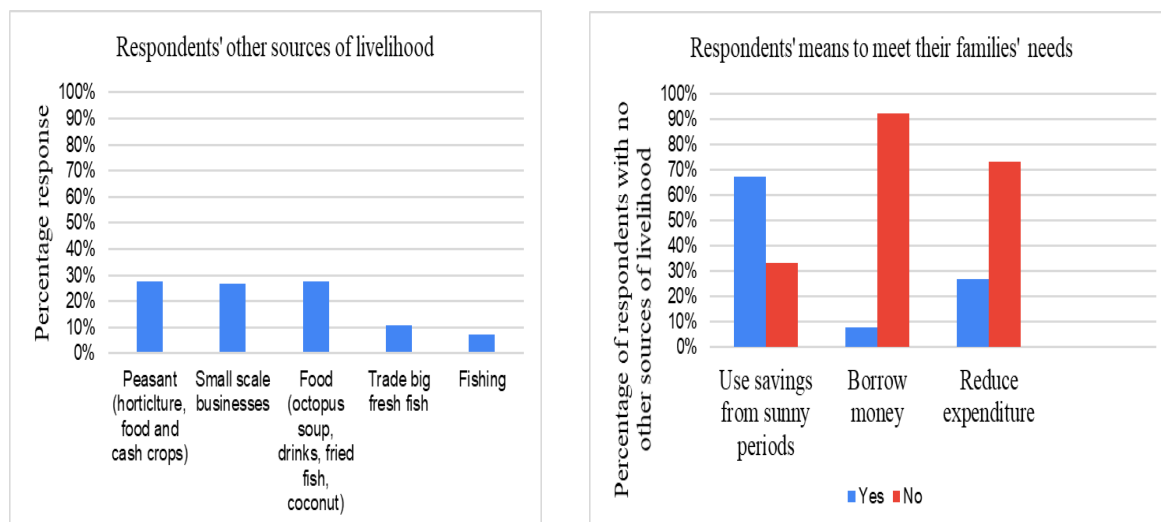 Respondents' other sources of livelihood
Percentage response
100%
90%
80%
70%
60%
50%
40%
30%
20%
10%
0%
Peasant
(horticlture,
food and
cash crops)
Small scale
businesses
Food
(octopus
soup,
drinks, fried
fish,
coconut)
Trade big
fresh fish
Fishing
Respondents' means to meet their families' needs
Percentage of respondents with no
other sources of livelihood
100%
90%
80%
70%
60%
50%
40%
30%
20%
10%
0%
Use savings
from sunny
periods
Borrow
money
Reduce
expenditure
Yes No